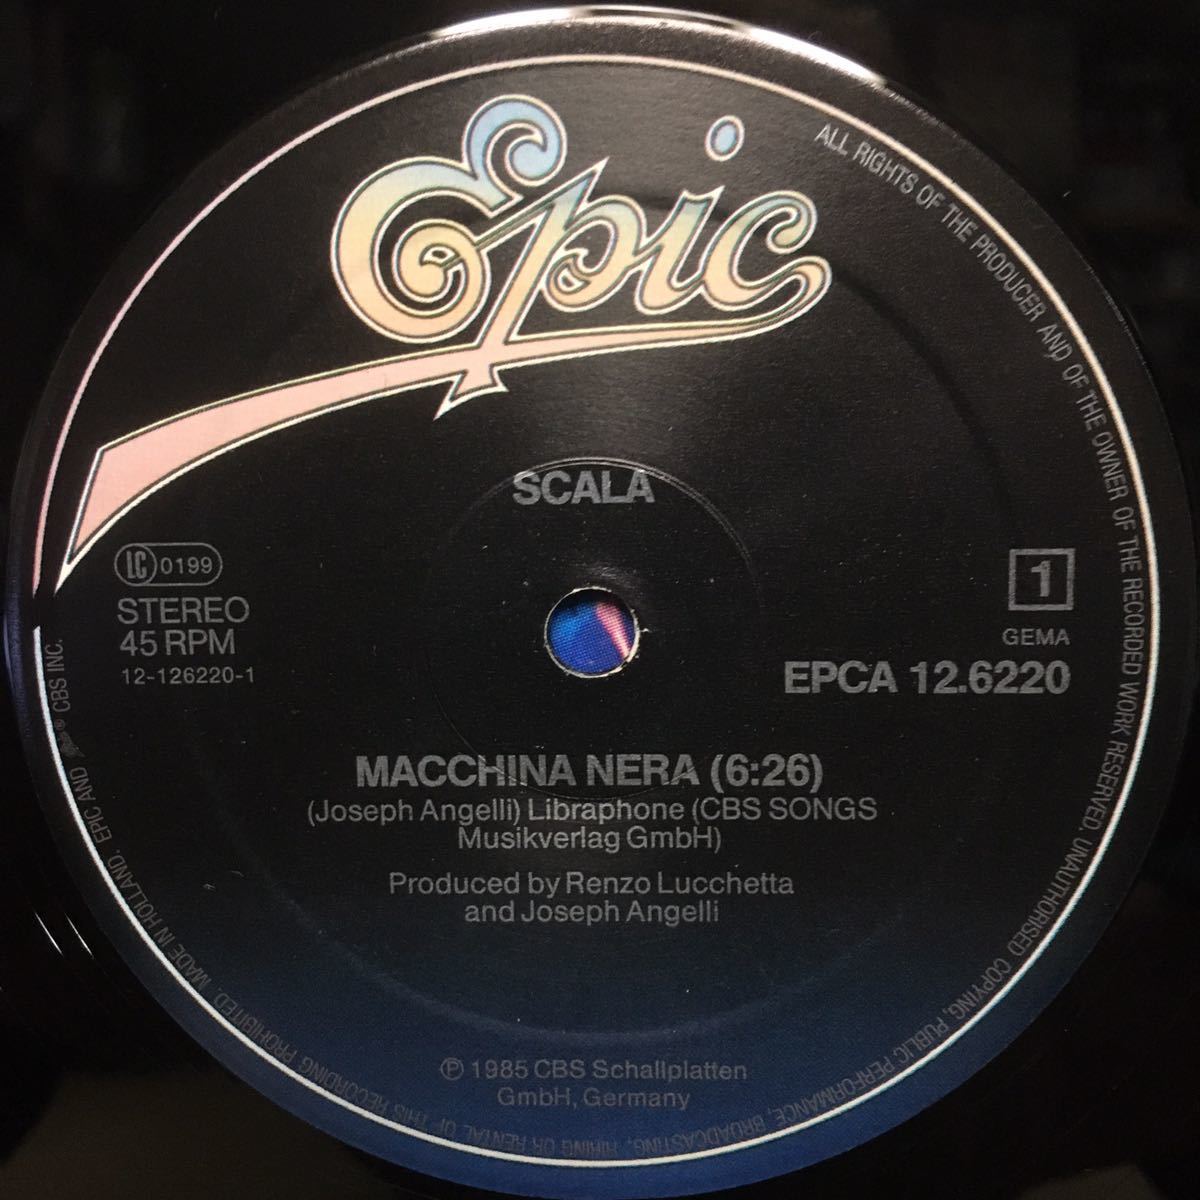 Epic
SCALA
LC 0199
STEREO
45 RPM
12-126220-1
1
GEMA
EPCA 12.6220
MACCHINA NERA (6:26)
(Joseph Angelli) Libraphone (CBS SONGS
Musikverlag GmbH)
Produced by Renzo Lucchetta
and Joseph Angelli
℗ 1985 CBS Schallplatten
GmbH, Germany
ALL RIGHTS OF THE PRODUCER AND OF THE OWNER OF THE RECORDED WORK RESERVED. UNAUTHORISED COPYING, PUBLIC PERFORMANCE, BROADCASTING, HIRING OR RENTAL OF THIS RECORDING PROHIBITED. MADE IN HOLLAND. EPIC AND ® CBS INC.